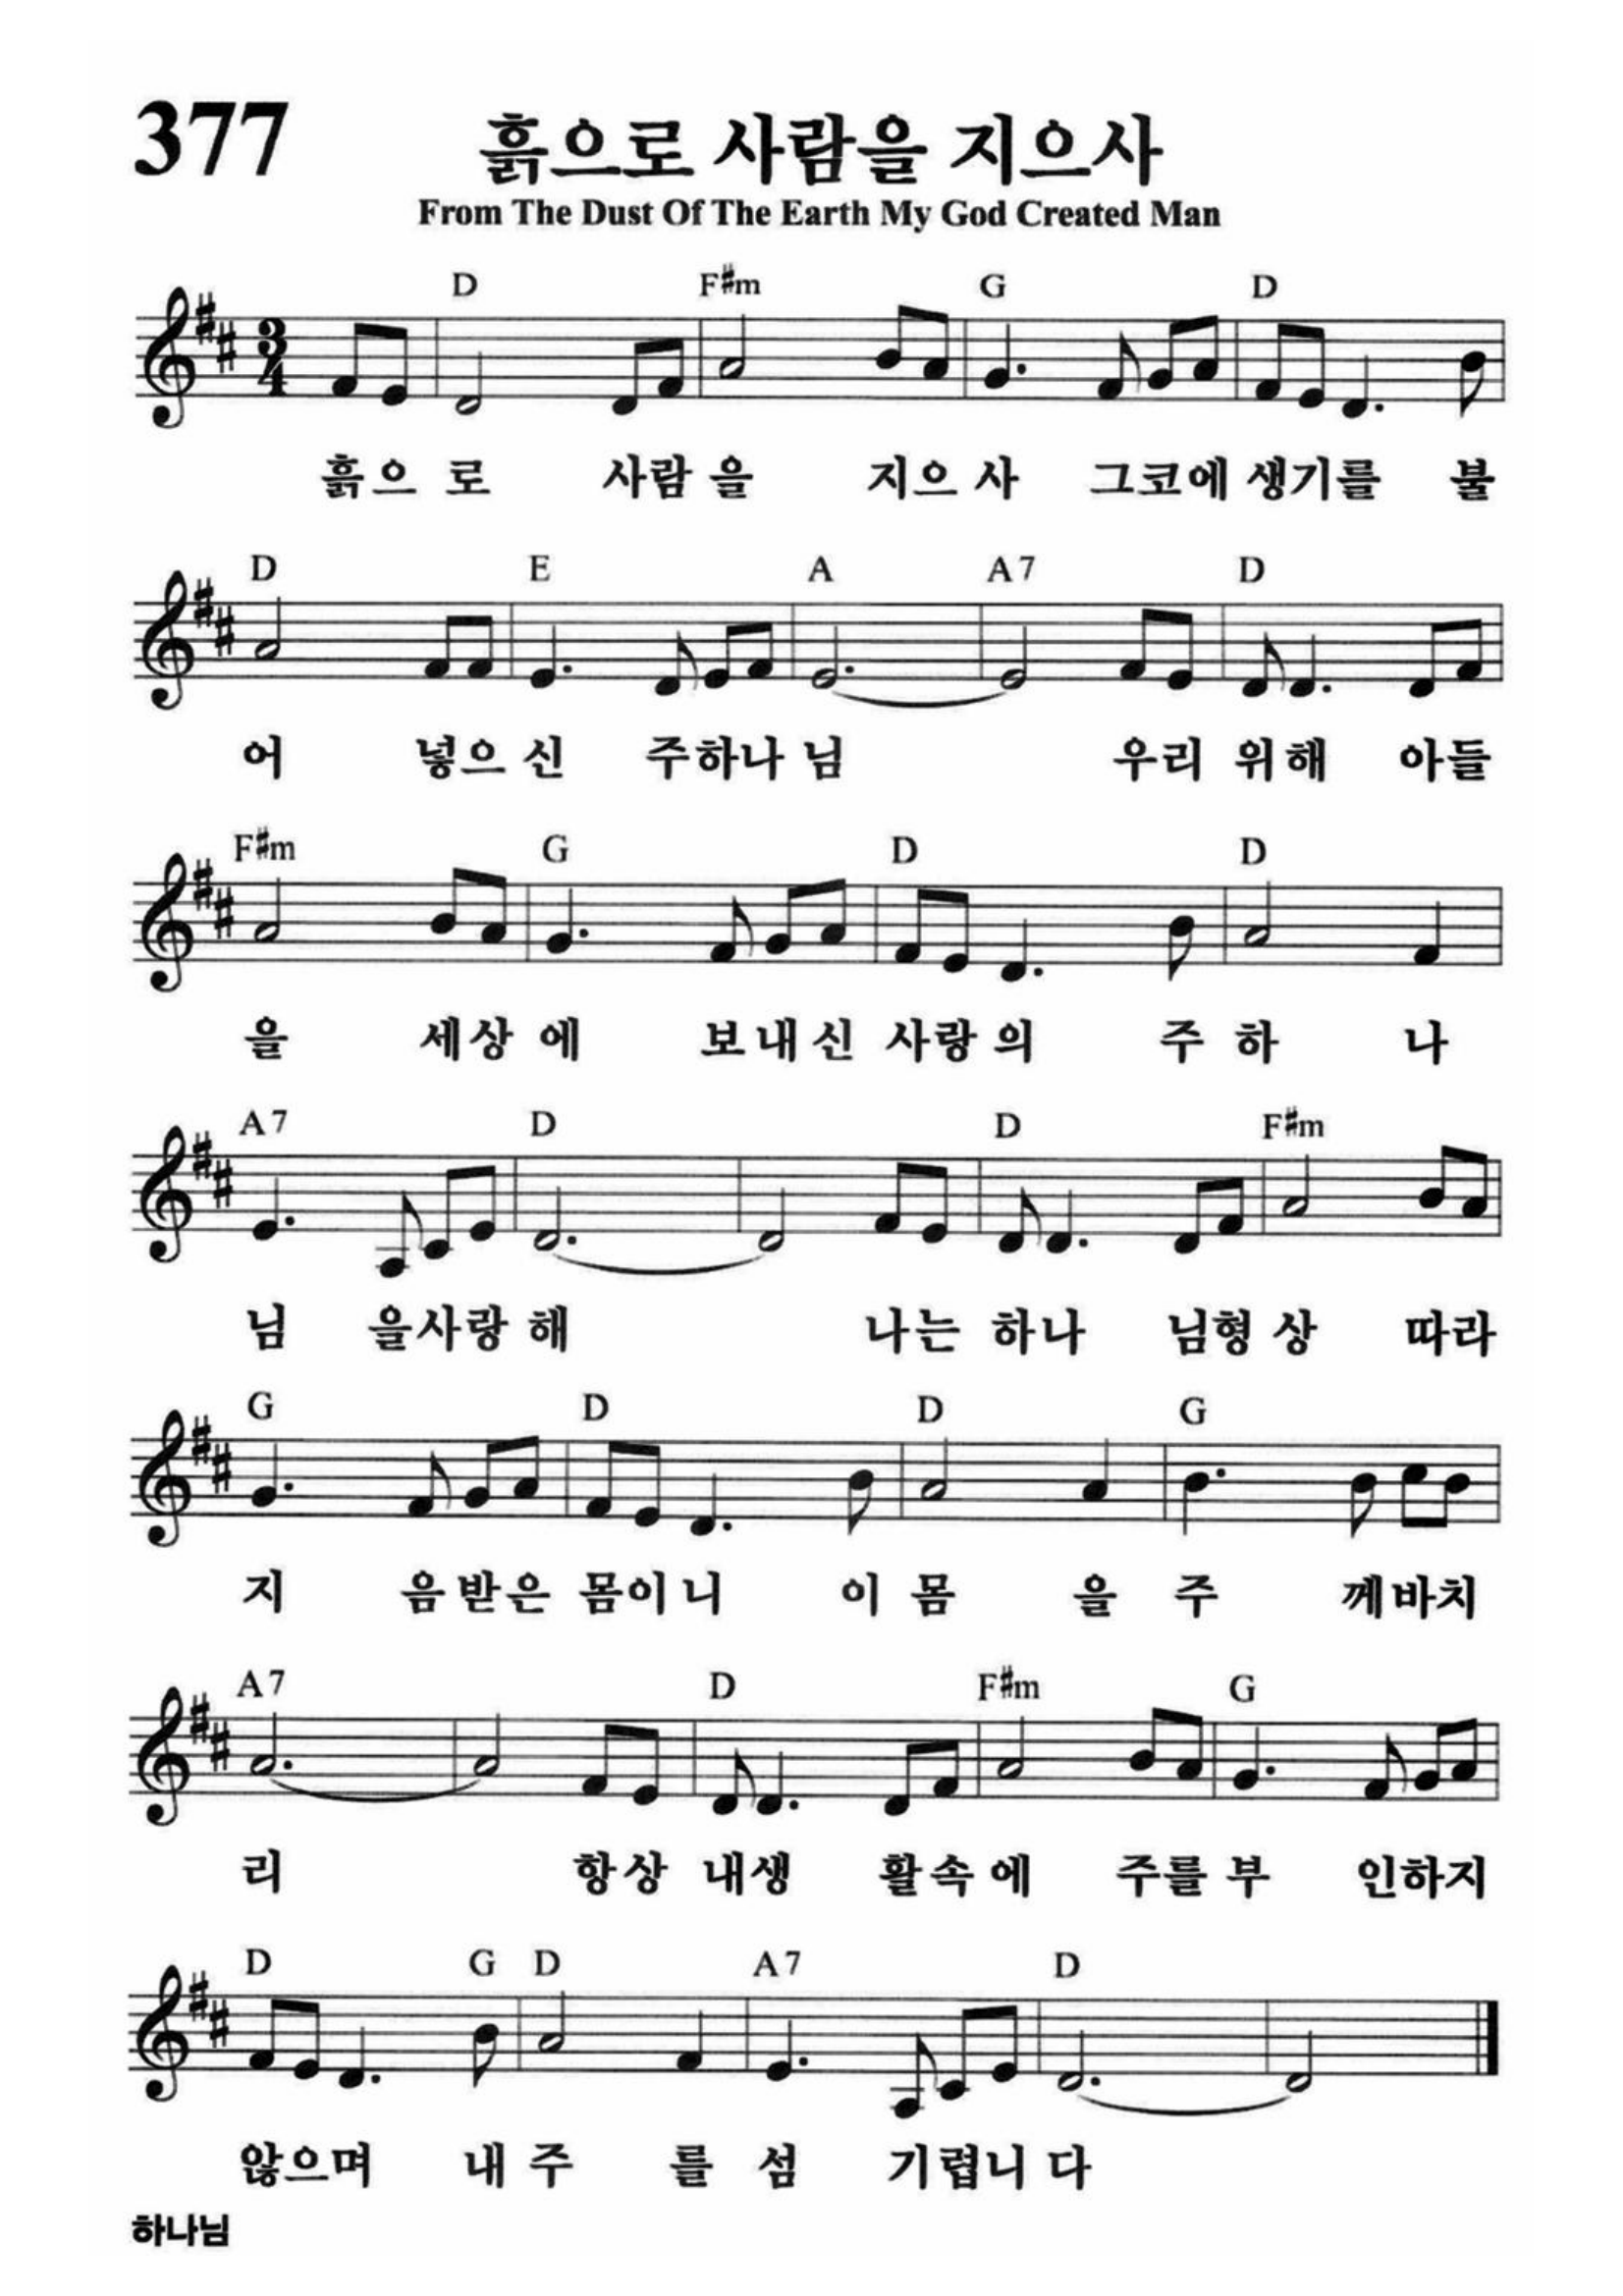 377
흙으로 사람을 지으사
From The Dust Of The Earth My God Created Man
D F#m G D
흙으 로 사람 을 지으 사 그코에 생기를 불
D E A A7 D
어 넣으 신 주하나 님 우리 위해 아들
F#m G D D
을 세상 에 보내신 사랑 의 주 하 나
A7 D D F#m
님 을사랑 해 나는 하나 님형 상 따라
G D D G
지 음받은 몸이 니 이 몸 을 주 께바치
A7 D F#m G
리 항상 내생 활속 에 주를 부 인하지
D G D A7 D
않으며 내 주 를 섬 기렵니 다
하나님